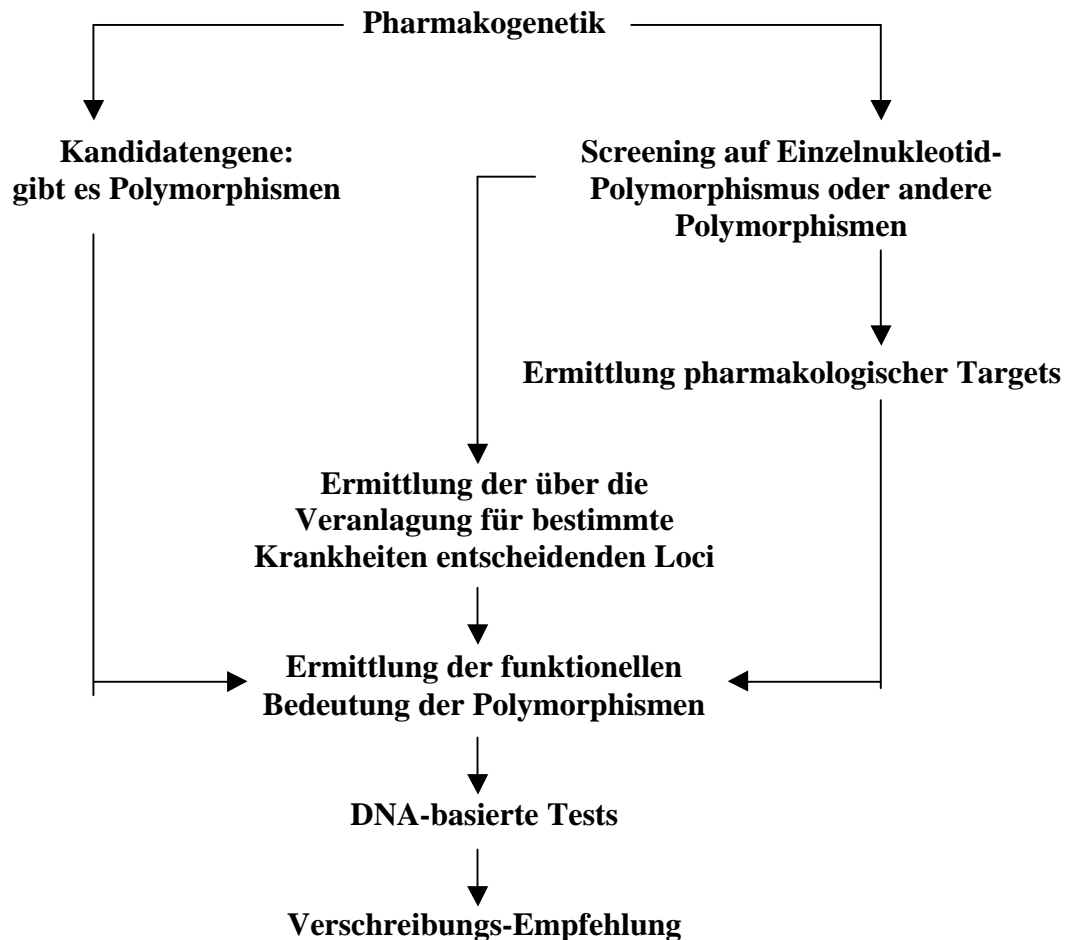 Pharmakogenetik
Kandidatengene:
gibt es Polymorphismen
Screening auf Einzelnukleotid-
Polymorphismus oder andere
Polymorphismen
Ermittlung pharmakologischer Targets
Ermittlung der über die
Veranlagung für bestimmte
Krankheiten entscheidenden Loci
Ermittlung der funktionellen
Bedeutung der Polymorphismen
DNA-basierte Tests
Verschreibungs-Empfehlung